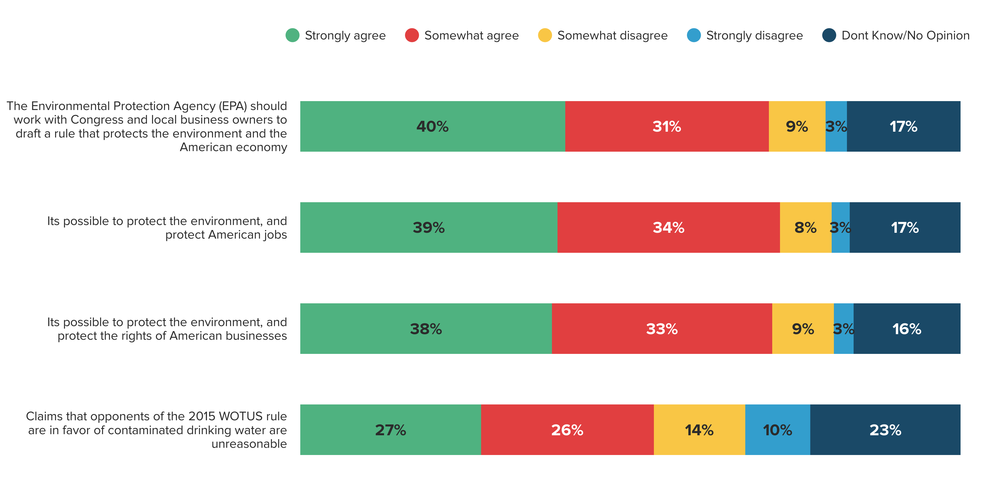 Strongly agree
Somewhat agree
Somewhat disagree
Strongly disagree
Dont Know/No Opinion
The Environmental Protection Agency (EPA) should
work with Congress and local business owners to
draft a rule that protects the environment and the
American economy
40%
31%
9%
3%
17%
Its possible to protect the environment, and
protect American jobs
39%
34%
8%
3%
17%
Its possible to protect the environment, and
protect the rights of American businesses
38%
33%
9%
3%
16%
Claims that opponents of the 2015 WOTUS rule
are in favor of contaminated drinking water are
unreasonable
27%
26%
14%
10%
23%